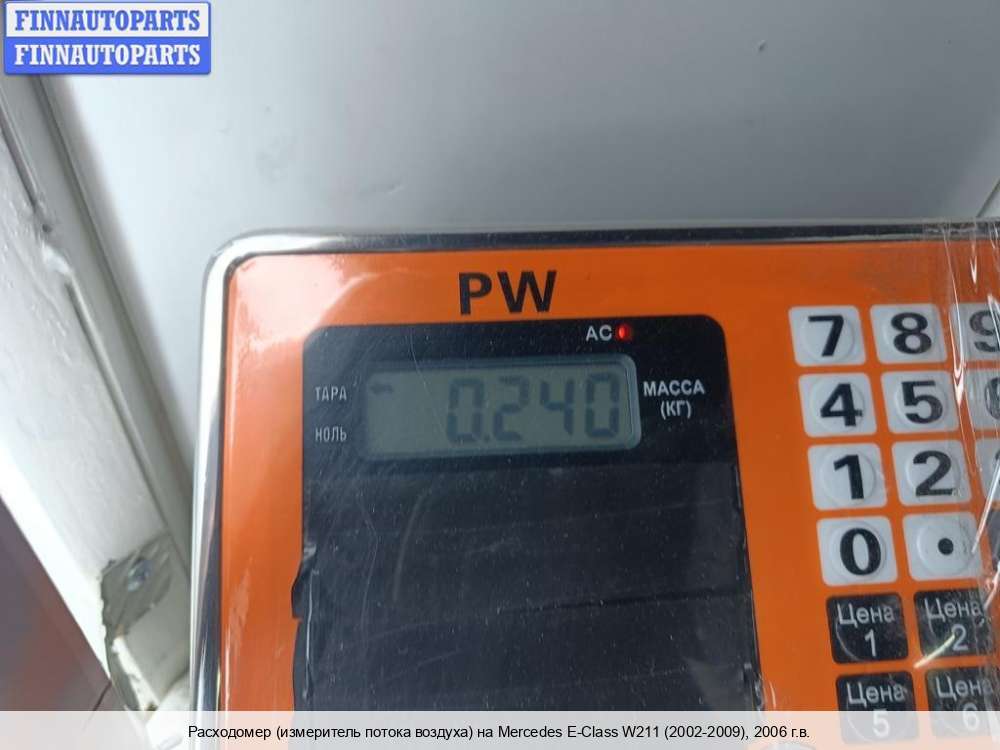 FINNAUTOPARTS
FINNAUTOPARTS
PW
AC
ТАРА
НОЛЬ
0.240
МАССА
(КГ)
7 8 9
4 5
1 2
0 .
Цена 1
Цена 2
Цена 5
Цена 6
Расходомер (измеритель потока воздуха) на Mercedes E-Class W211 (2002-2009), 2006 г.в.